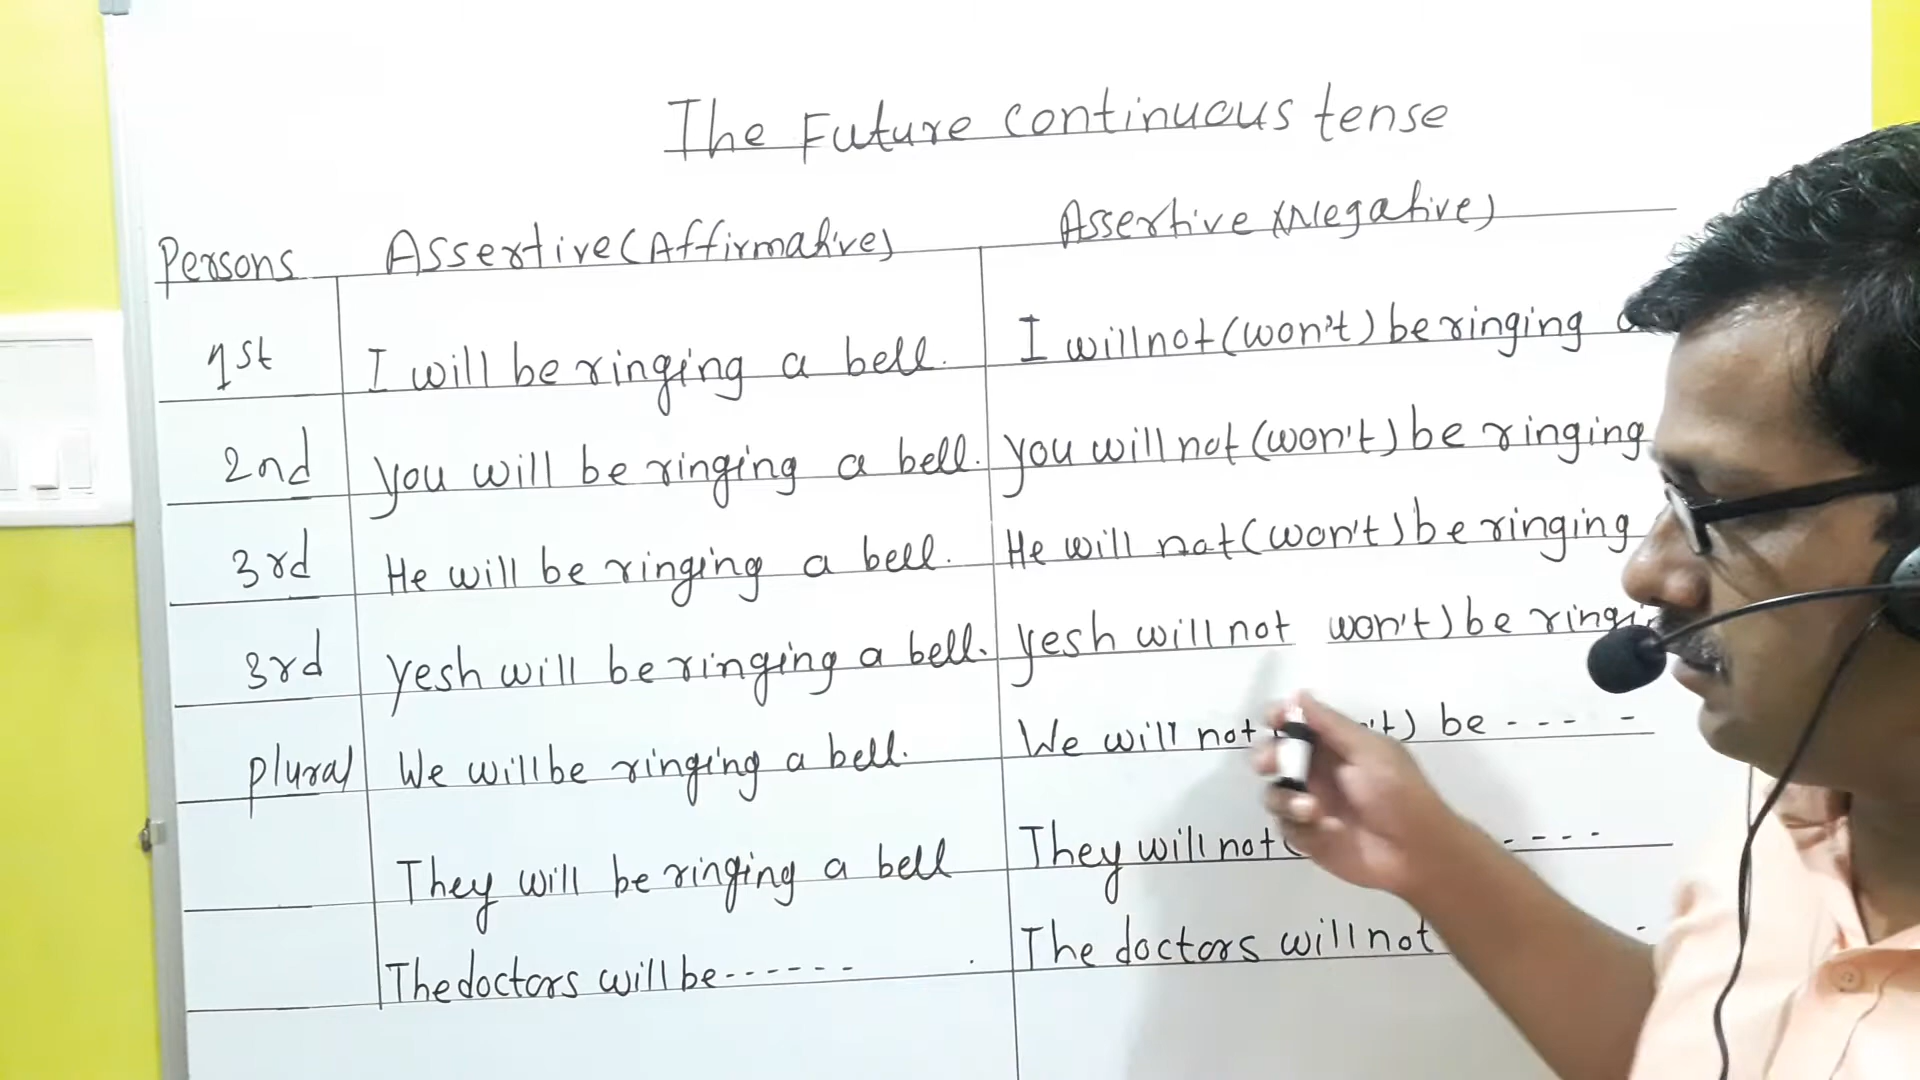 The Future continuous tense
Persons Assertive (Affirmative) Assertive (Negative)
1st I will be ringing a bell. I will not (won't) be ringing
2nd you will be ringing a bell. you will not (won't) be ringing
3rd He will be ringing a bell. He will not (won't) be ringing
3rd yesh will be ringing a bell. yesh will not won't) be
plural We will be ringing a bell. We will not be - - - -
They will be ringing a bell They will not - - - -
The doctors will be - - - - - - The doctors will not